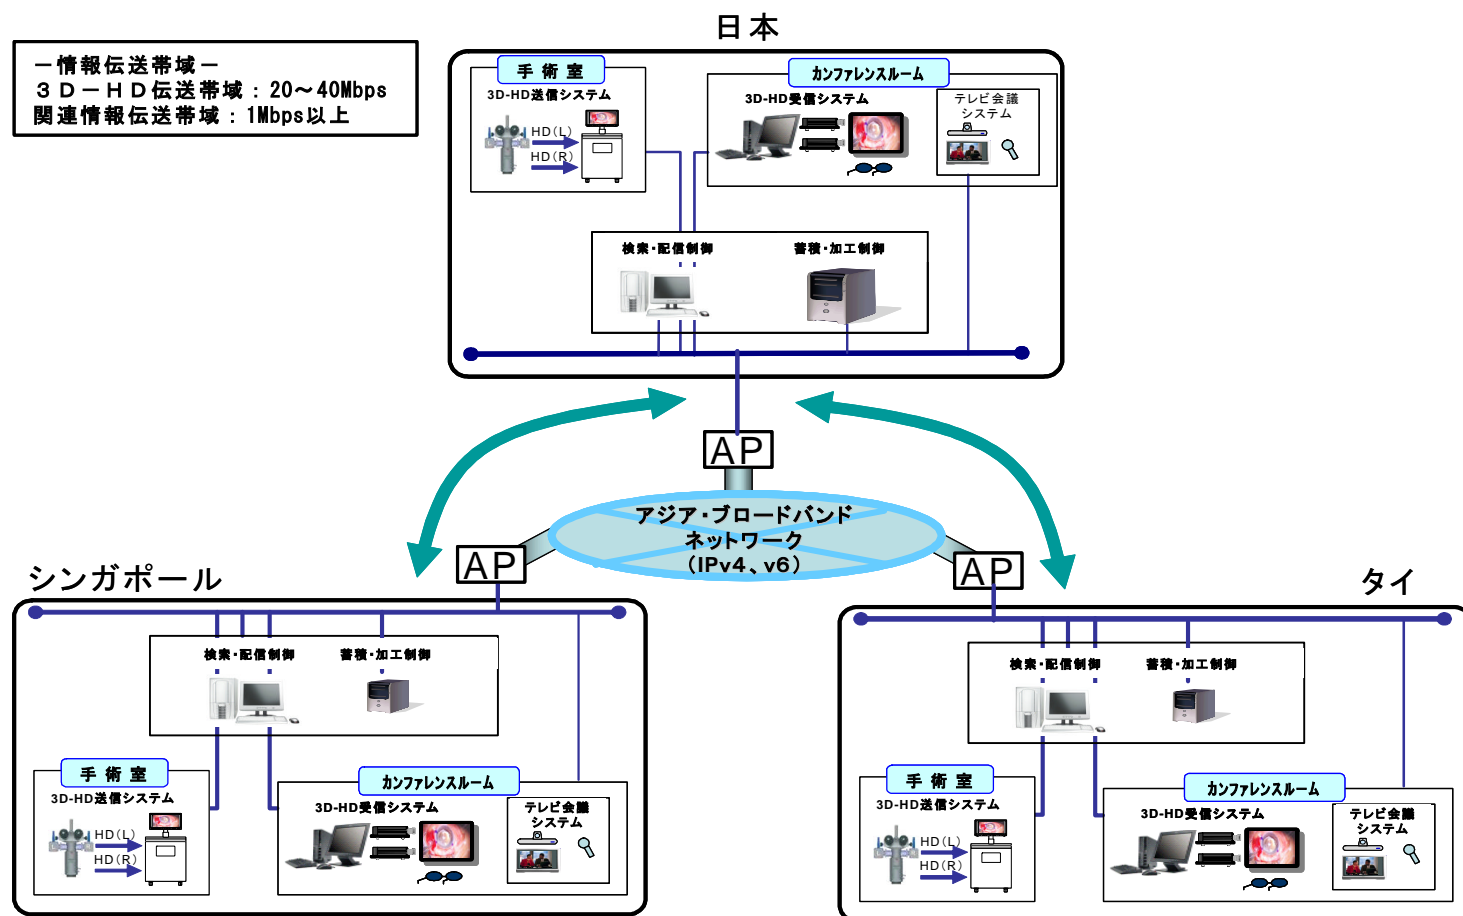 日本
－情報伝送帯域－
３Ｄ－ＨＤ伝送帯域：20～40Mbps
関連情報伝送帯域：1Mbps以上
手術室
3D-HD送信システム
HD(L)
HD(R)
カンファレンスルーム
3D-HD受信システム
テレビ会議
システム
検索・配信制御
蓄積・加工制御
AP
アジア・ブロードバンド
ネットワーク
(IPv4、v6)
AP
AP
シンガポール
検索・配信制御
蓄積・加工制御
手術室
3D-HD送信システム
HD(L)
HD(R)
カンファレンスルーム
3D-HD受信システム
テレビ会議
システム
タイ
検索・配信制御
蓄積・加工制御
手術室
3D-HD送信システム
HD(L)
HD(R)
カンファレンスルーム
3D-HD受信システム
テレビ会議
システム